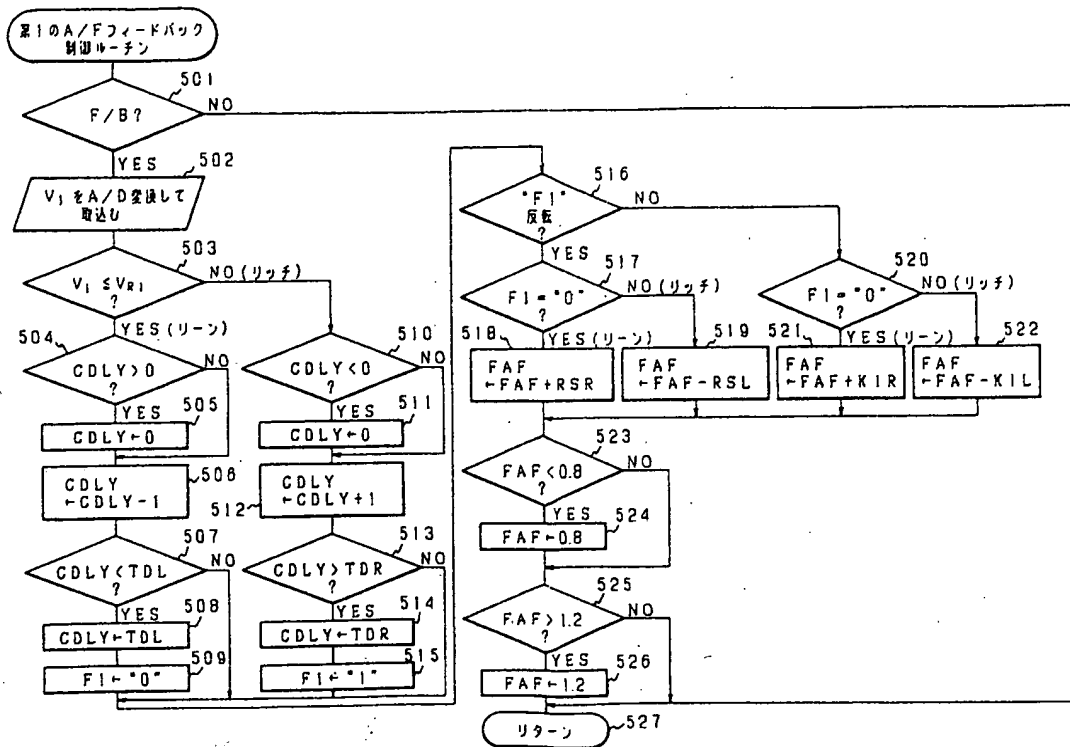 第1のA/Fフィードバック
制御ルーチン
501
F/B?
NO
YES
502
V1をA/D変換して
取込む
503
V1≦VR1
?
NO(リッチ)
YES(リーン)
504
CDLY>0
?
NO
YES
505
CDLY←0
506
CDLY
←CDLY-1
507
CDLY<TDL
?
NO
YES
508
CDLY←TDL
509
F1←"0"
510
CDLY<0
?
NO
YES
511
CDLY←0
CDLY
←CDLY+1
512
513
CDLY>TDR
?
NO
YES
514
CDLY←TDR
515
F1←"1"
516
"F1"
反転
?
NO
YES
517
F1="0"
?
NO(リッチ)
YES(リーン)
518
FAF
←FAF+RSR
519
FAF
←FAF-RSL
520
F1="0"
?
NO(リッチ)
YES(リーン)
521
FAF
←FAF+KIR
522
FAF
←FAF-KIL
523
FAF<0.8
?
NO
YES
524
FAF←0.8
525
FAF>1.2
?
NO
YES
526
FAF←1.2
リターン
527